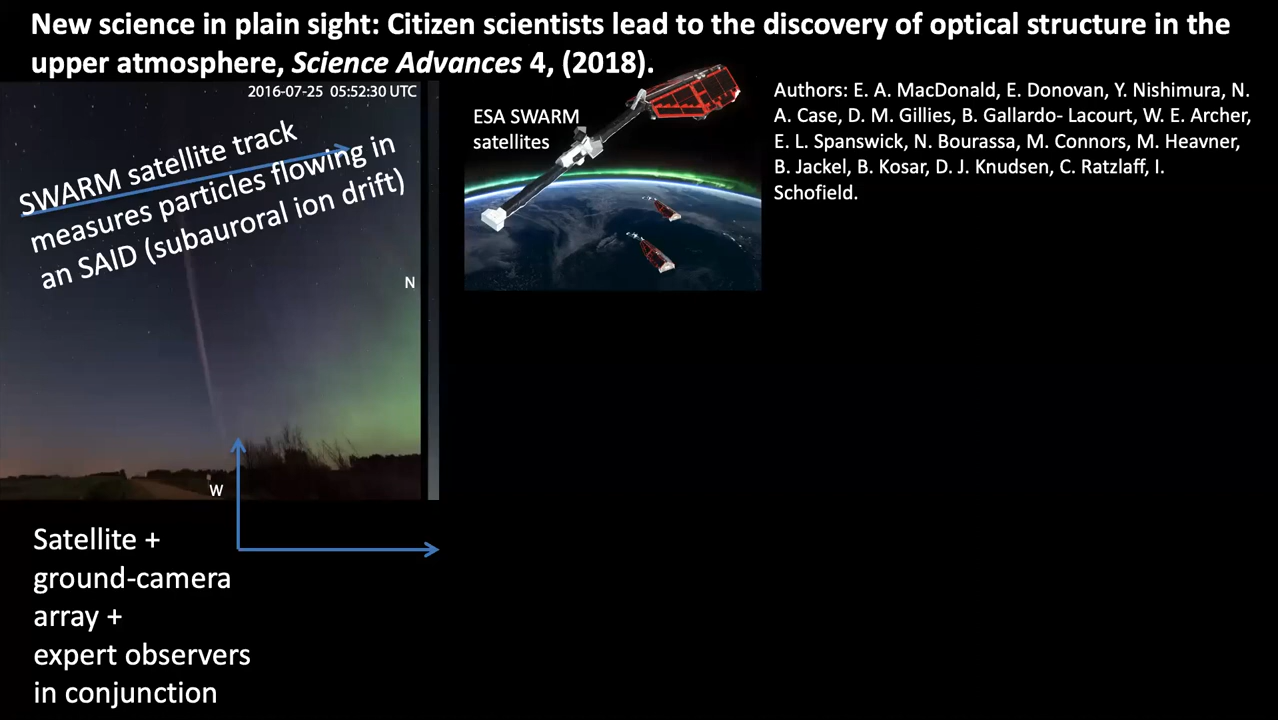 New science in plain sight: Citizen scientists lead to the discovery of optical structure in the
upper atmosphere, Science Advances 4, (2018).
2016-07-25 05:52:30 UTC
SWARM satellite track
measures particles flowing in
an SAID (subauroral ion drift)
N
W
ESA SWARM
satellites
Authors: E. A. MacDonald, E. Donovan, Y. Nishimura, N.
A. Case, D. M. Gillies, B. Gallardo- Lacourt, W. E. Archer,
E. L. Spanswick, N. Bourassa, M. Connors, M. Heavner,
B. Jackel, B. Kosar, D. J. Knudsen, C. Ratzlaff, I.
Schofield.
Satellite +
ground-camera
array +
expert observers
in conjunction